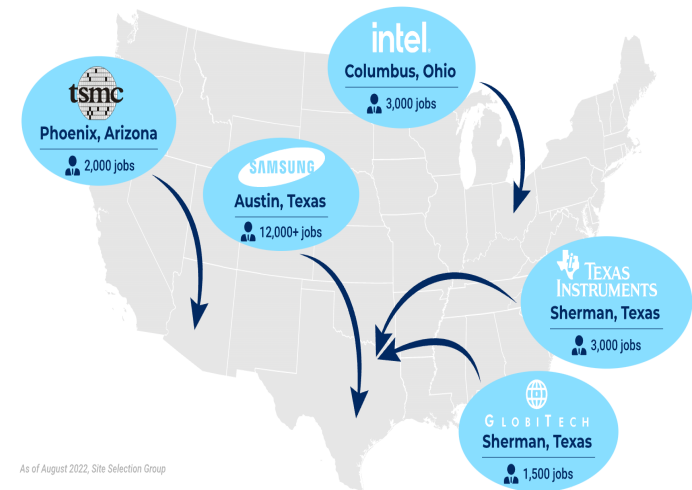 intel.
Columbus, Ohio
3,000 jobs
tsmc
Phoenix, Arizona
2,000 jobs
SAMSUNG
Austin, Texas
12,000+ jobs
TEXAS
INSTRUMENTS
Sherman, Texas
3,000 jobs
GLOBITECH
Sherman, Texas
1,500 jobs
As of August 2022, Site Selection Group